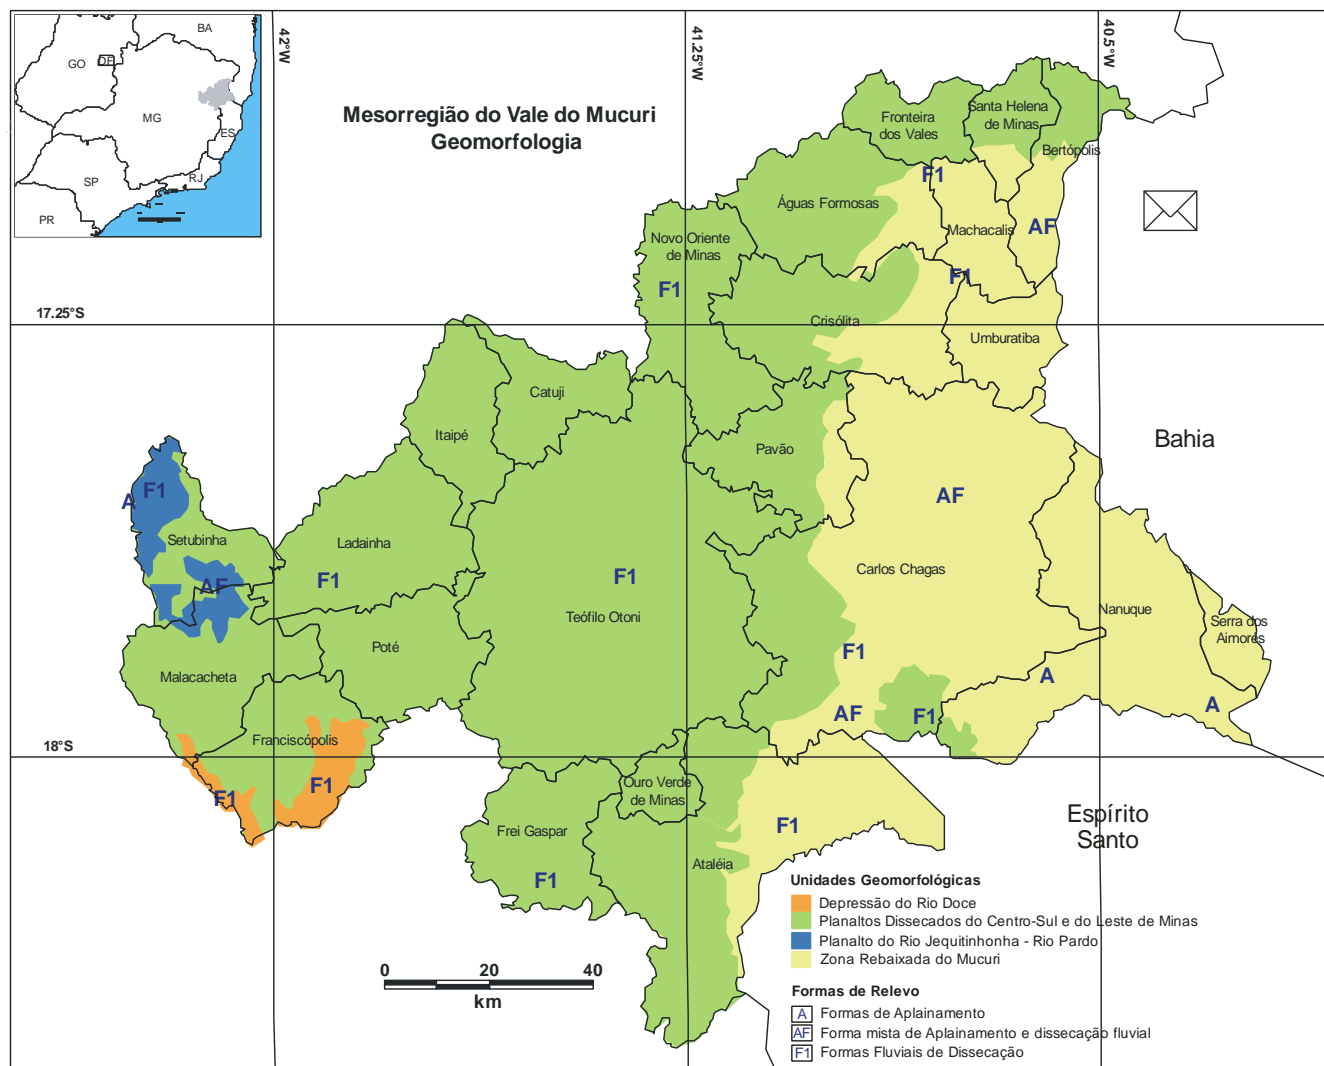 BA
GO
DF
MG
ES
SP
RJ
PR
42°W
41.25°W
40.5°W
Mesorregião do Vale do Mucuri
Geomorfologia
Fronteira
dos Vales
Santa Helena
de Minas
Bertópolis
F1
Águas Formosas
Machacalis
AF
Novo Oriente
de Minas
F1
F1
17.25°S
Crisólita
Umburatiba
Catuji
Itaipé
Pavão
Bahia
A
F1
AF
Setubinha
Ladainha
AF
F1
F1
Carlos Chagas
Teófilo Otoni
Nanuque
Serra dos
Aimorés
Poté
F1
Malacacheta
A
A
AF
F1
Franciscópolis
18°S
F1
F1
Ouro Verde
de Minas
F1
Frei Gaspar
Ataléia
F1
Espírito
Santo
Unidades Geomorfológicas
Depressão do Rio Doce
Planaltos Dissecados do Centro-Sul e do Leste de Minas
Planalto do Rio Jequitinhonha - Rio Pardo
Zona Rebaixada do Mucuri
0 20 40
km
Formas de Relevo
A Formas de Aplainamento
AF Forma mista de Aplainamento e dissecação fluvial
F1 Formas Fluviais de Dissecação